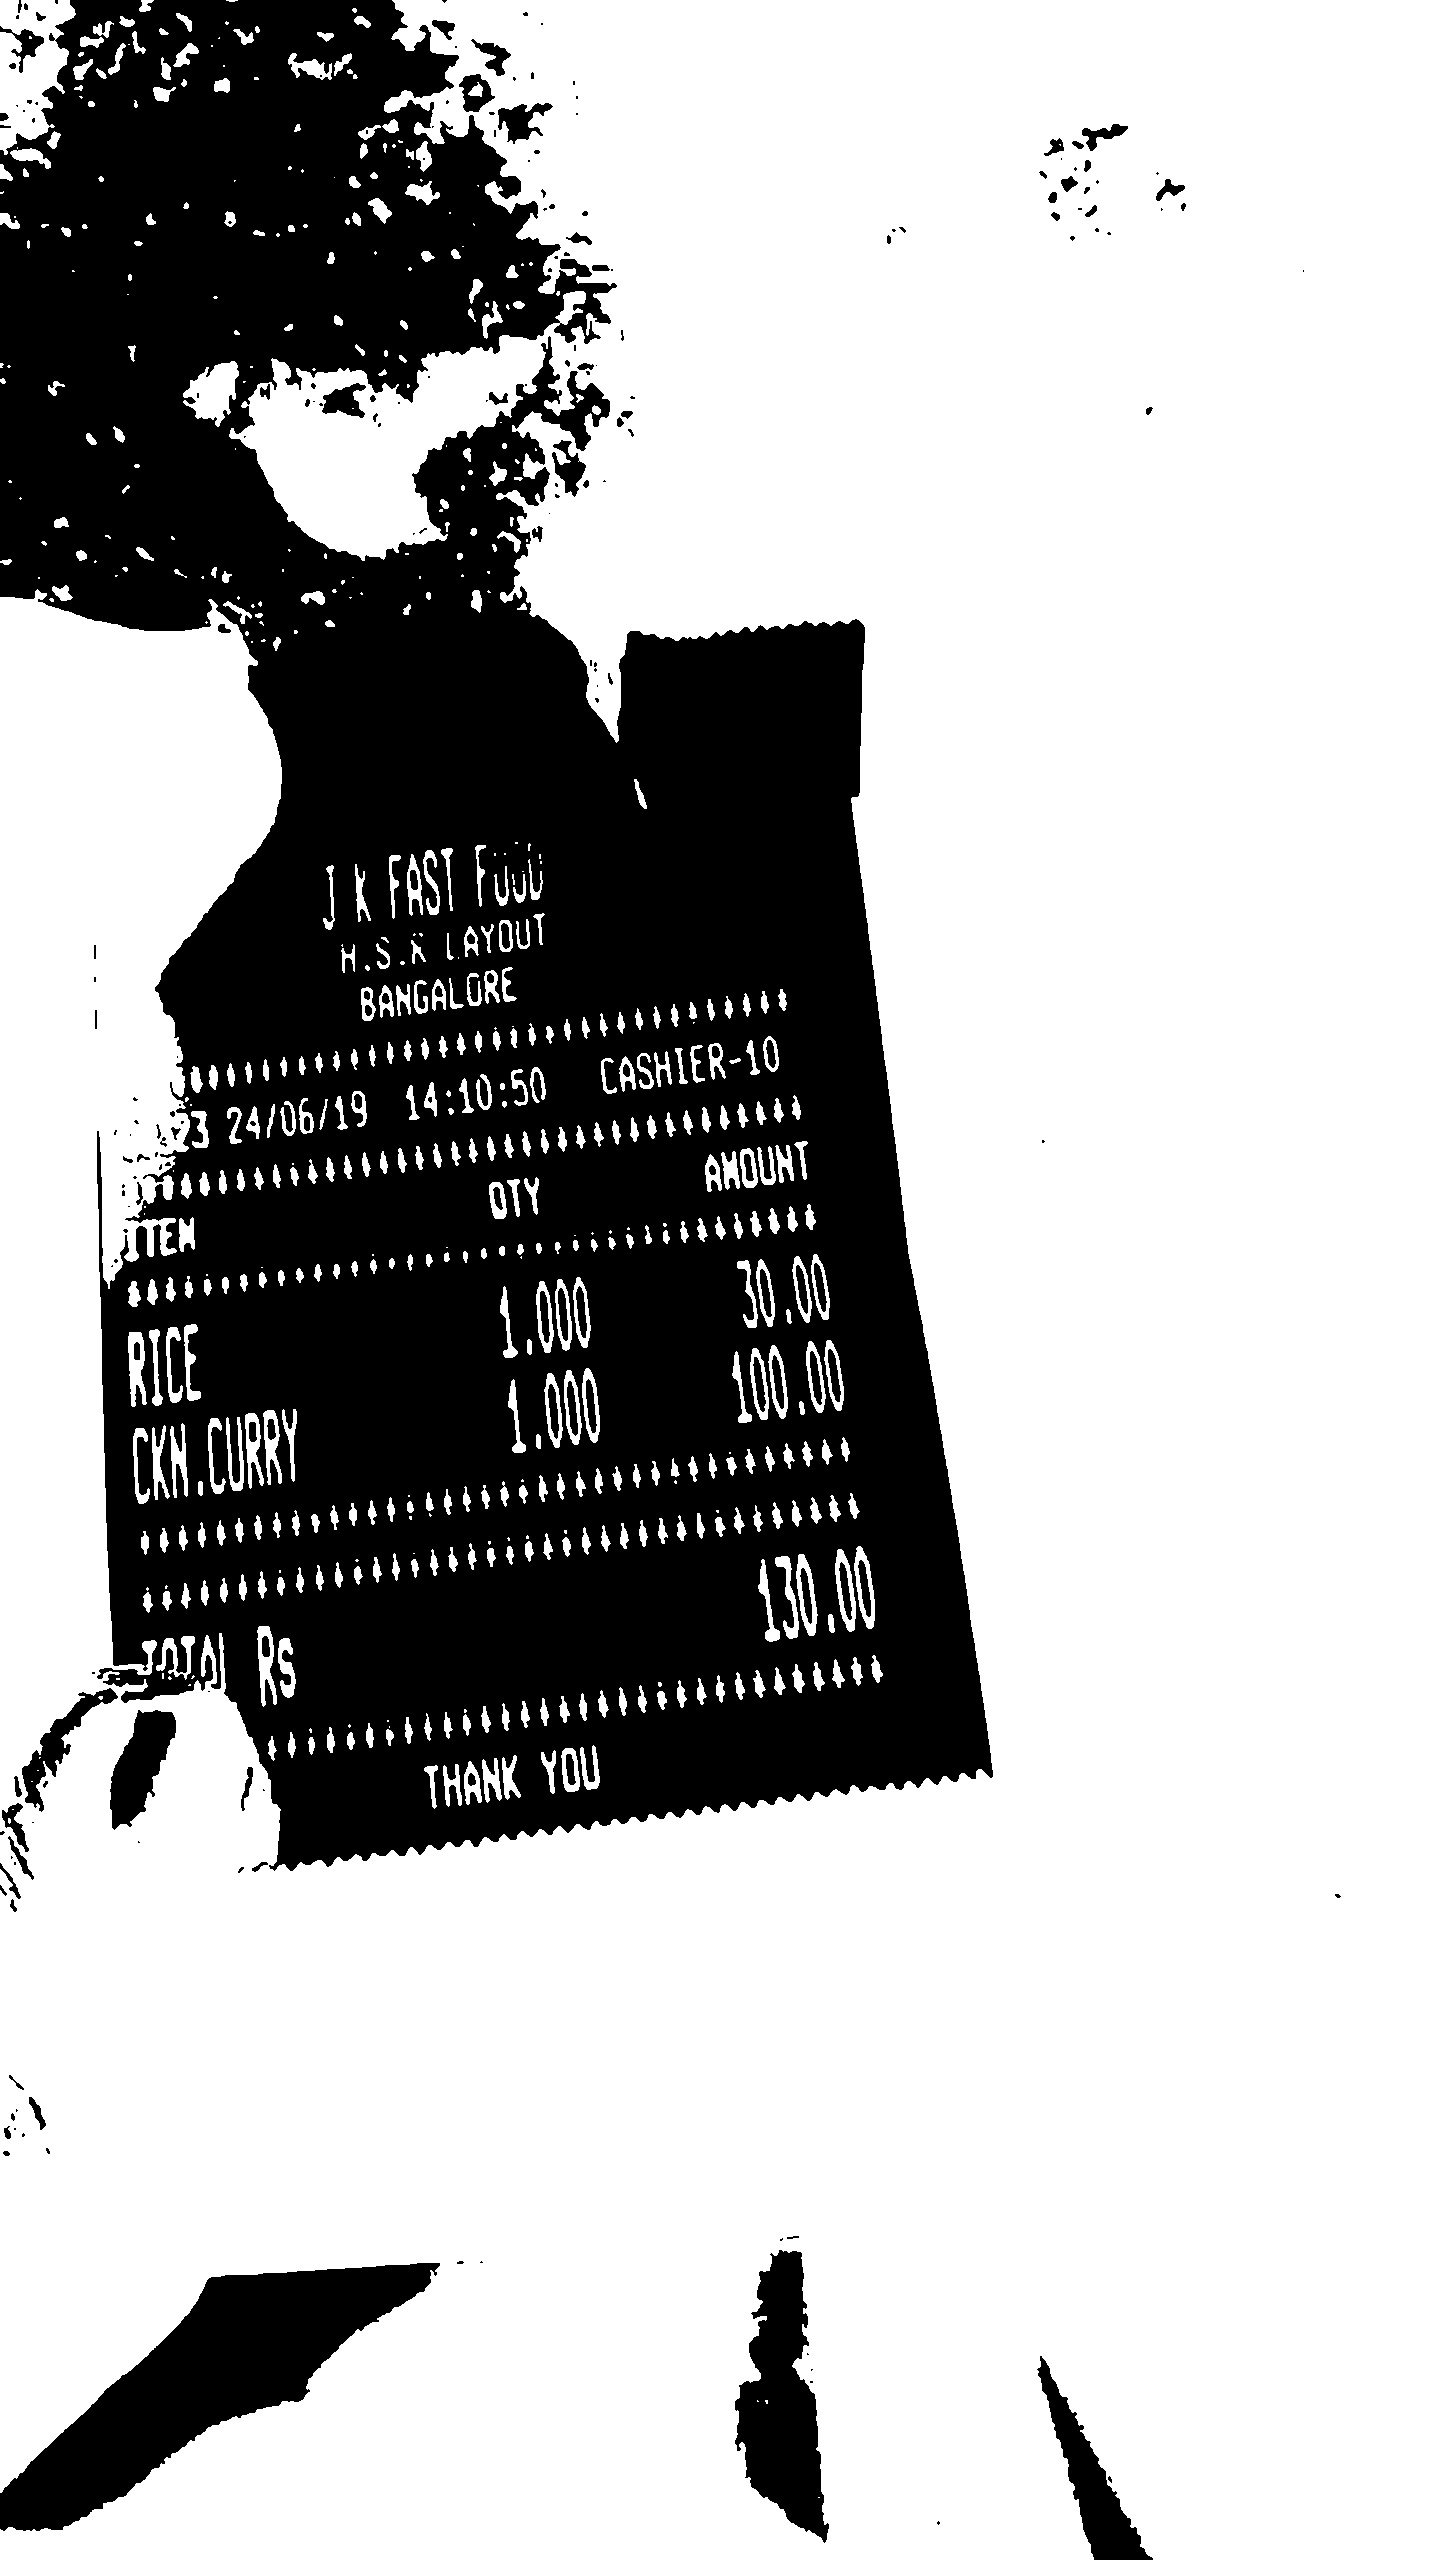 J K FAST FOOD
H.S.R LAYOUT
BANGALORE
23 24/06/19 14:10:50 CASHIER-10
ITEM QTY AMOUNT
RICE 1.000 30.00
CKN.CURRY 1.000 100.00
TOTAL Rs 130.00
THANK YOU